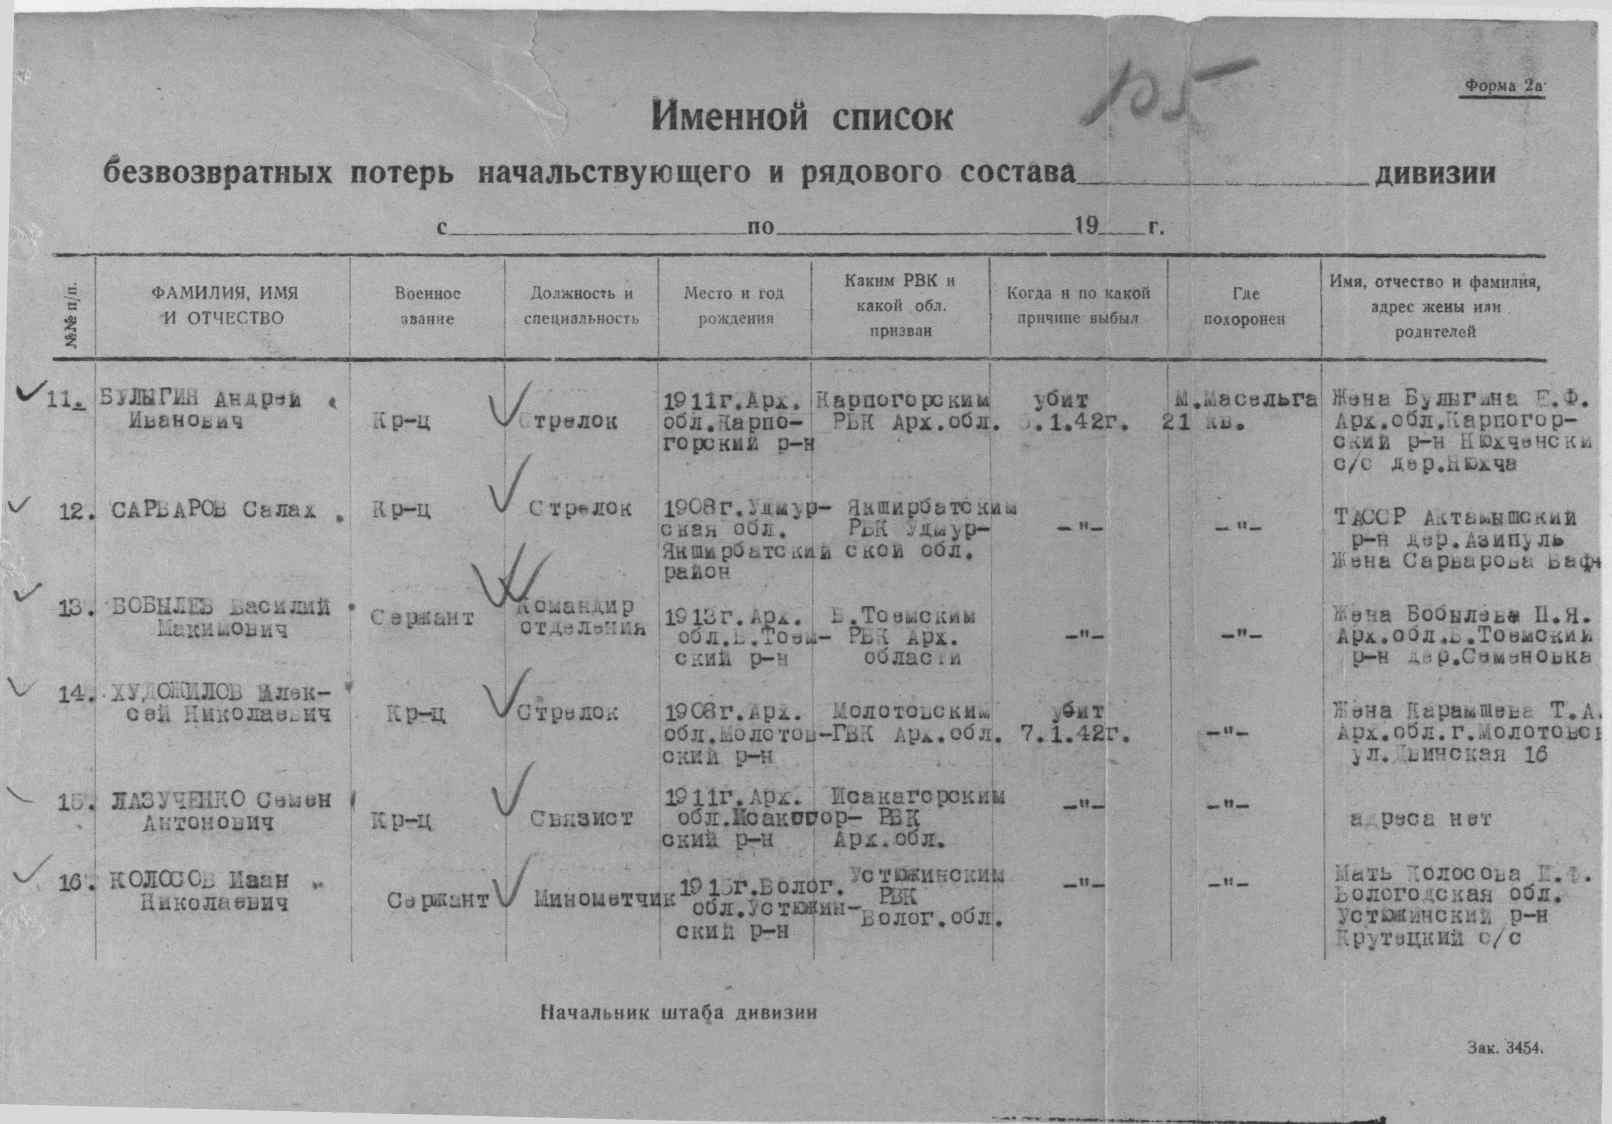 105
Форма 2а
Именной список
безвозвратных потерь начальствующего и рядового состава дивизии
с по 19 г.
№№ п/п.
ФАМИЛИЯ, ИМЯ
И ОТЧЕСТВО
Военное
звание
Должность и
специальность
Место и год
рождения
Каким РВК и
какой обл.
призван
Когда и по какой
причине выбыл
Где
похоронен
Имя, отчество и фамилия,
адрес жены или
родителей
11. БУЛЫГИН Андрей
Иванович
Кр-ц
Стрелок
1911г.Арх.
обл.Карпо-
горский р-н
Карпогорским
РВК Арх.обл.
убит
.1.42г.
М.Масельга
21 кв.
Жена Булыгина Е.Ф.
Арх.обл.Карпогор-
ский р-н Нюхченски
с/с дер.Нюхча
12. САРВАРОВ Салах
Кр-ц
Стрелок
1908г.Удмур-
ская обл.
Якширбатский
район
Якширбатским
РВК Удмур-
ской обл.
-"-
-"-
ТАССР Актамышский
р-н дер.Азипуль
Жена Сарварова Ваф
13. БОБЫЛЕВ Василий
Макимович
Сержант
Командир
отделения
1913г.Арх.
обл.В.Тоем-
ский р-н
В.Тоемским
РВК Арх.
области
-"-
-"-
Жена Бобылева П.Я.
Арх.обл.В.Тоемский
р-н дер.Семеновка
14. ХУДОЖИЛОВ Алек-
сей Николаевич
Кр-ц
Стрелок
1908г.Арх.
обл.Молотов-
ский р-н
Молотовским
ГВК Арх.обл.
убит
7.1.42г.
-"-
Жена Карамшева Т.А.
Арх.обл.г.Молотовск
ул.Двинская 16
15. ЛАЗУЧЕНКО Семен
Антонович
Кр-ц
Связист
1911г.Арх.
обл.Исакогор-
ский р-н
Исакагорским
РВК
Арх.обл.
-"-
-"-
адреса нет
16. КОЛОСОВ Иван
Николаевич
Сержант
Минометчик
1913г.Волог.
обл.Устюжин-
ский р-н
Устюжинским
РВК
Волог.обл.
-"-
-"-
Мать Колосова
Вологодская обл.
Устюжинский р-н
Крутецкий с/с
Начальник штаба дивизии
Зак. 3454.